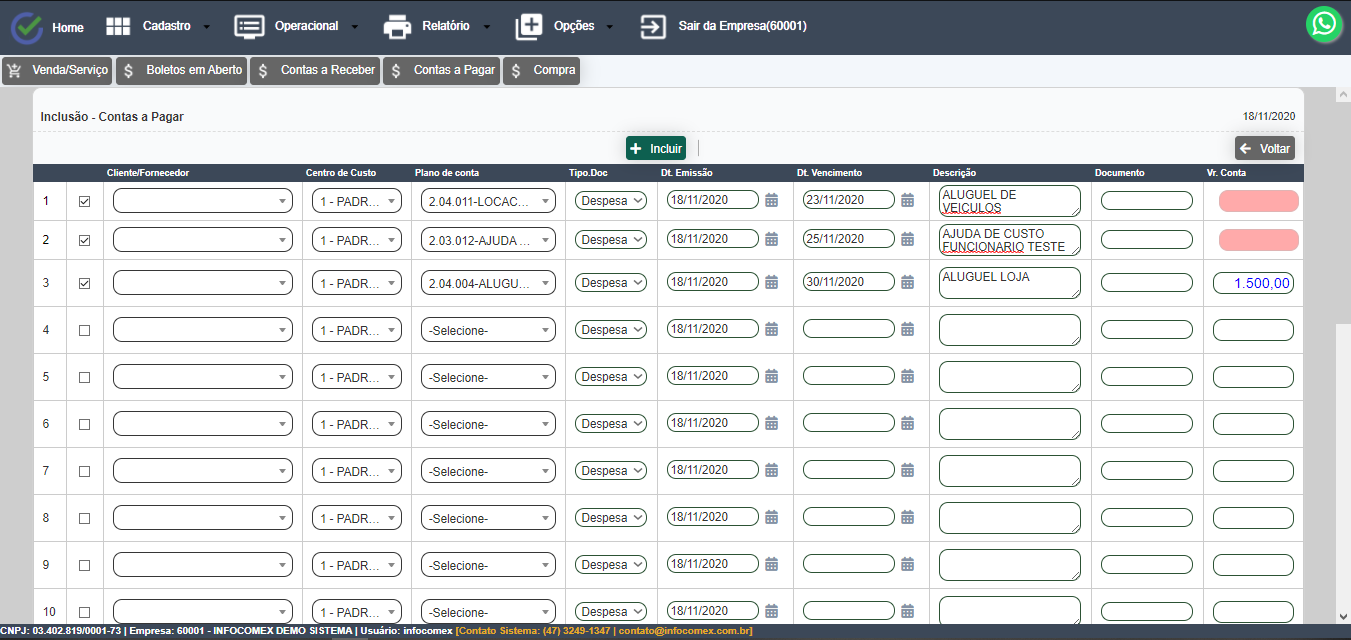 Home Cadastro Operacional Relatório Opções Sair da Empresa(60001)
Venda/Serviço $ Boletos em Aberto $ Contas a Receber $ Contas a Pagar $ Compra
Inclusão - Contas a Pagar 18/11/2020
+ Incluir Voltar
Cliente/Fornecedor Centro de Custo Plano de conta Tipo.Doc Dt. Emissão Dt. Vencimento Descrição Documento Vr. Conta
1 1 - PADR... 2.04.011-LOCAC... Despesa 18/11/2020 23/11/2020 ALUGUEL DE
VEICULOS
2 1 - PADR... 2.03.012-AJUDA ... Despesa 18/11/2020 25/11/2020 AJUDA DE CUSTO
FUNCIONARIO TESTE
3 1 - PADR... 2.04.004-ALUGU... Despesa 18/11/2020 30/11/2020 ALUGUEL LOJA 1.500,00
4 1 - PADR... -Selecione- Despesa 18/11/2020
5 1 - PADR... -Selecione- Despesa 18/11/2020
6 1 - PADR... -Selecione- Despesa 18/11/2020
7 1 - PADR... -Selecione- Despesa 18/11/2020
8 1 - PADR... -Selecione- Despesa 18/11/2020
9 1 - PADR... -Selecione- Despesa 18/11/2020
10 1 - PADR... -Selecione- Despesa 18/11/2020
CNPJ: 03.402.819/0001-73 | Empresa: 60001 - INFOCOMEX DEMO SISTEMA | Usuário: infocomex [Contato Sistema: (47) 3249-1347 | contato@infocomex.com.br]